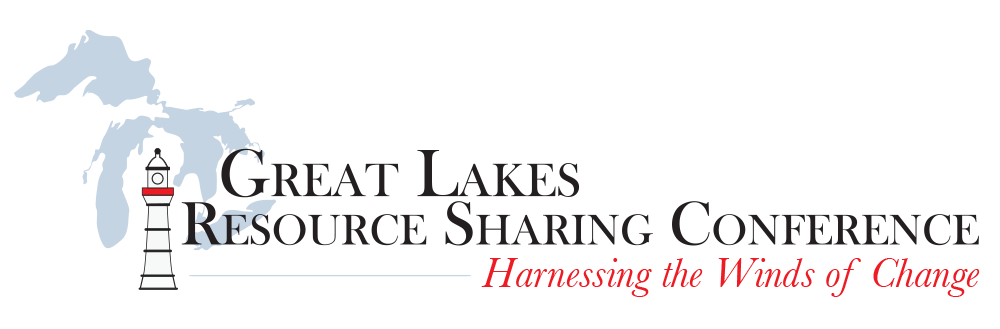 Great Lakes
Resource Sharing Conference
Harnessing the Winds of Change